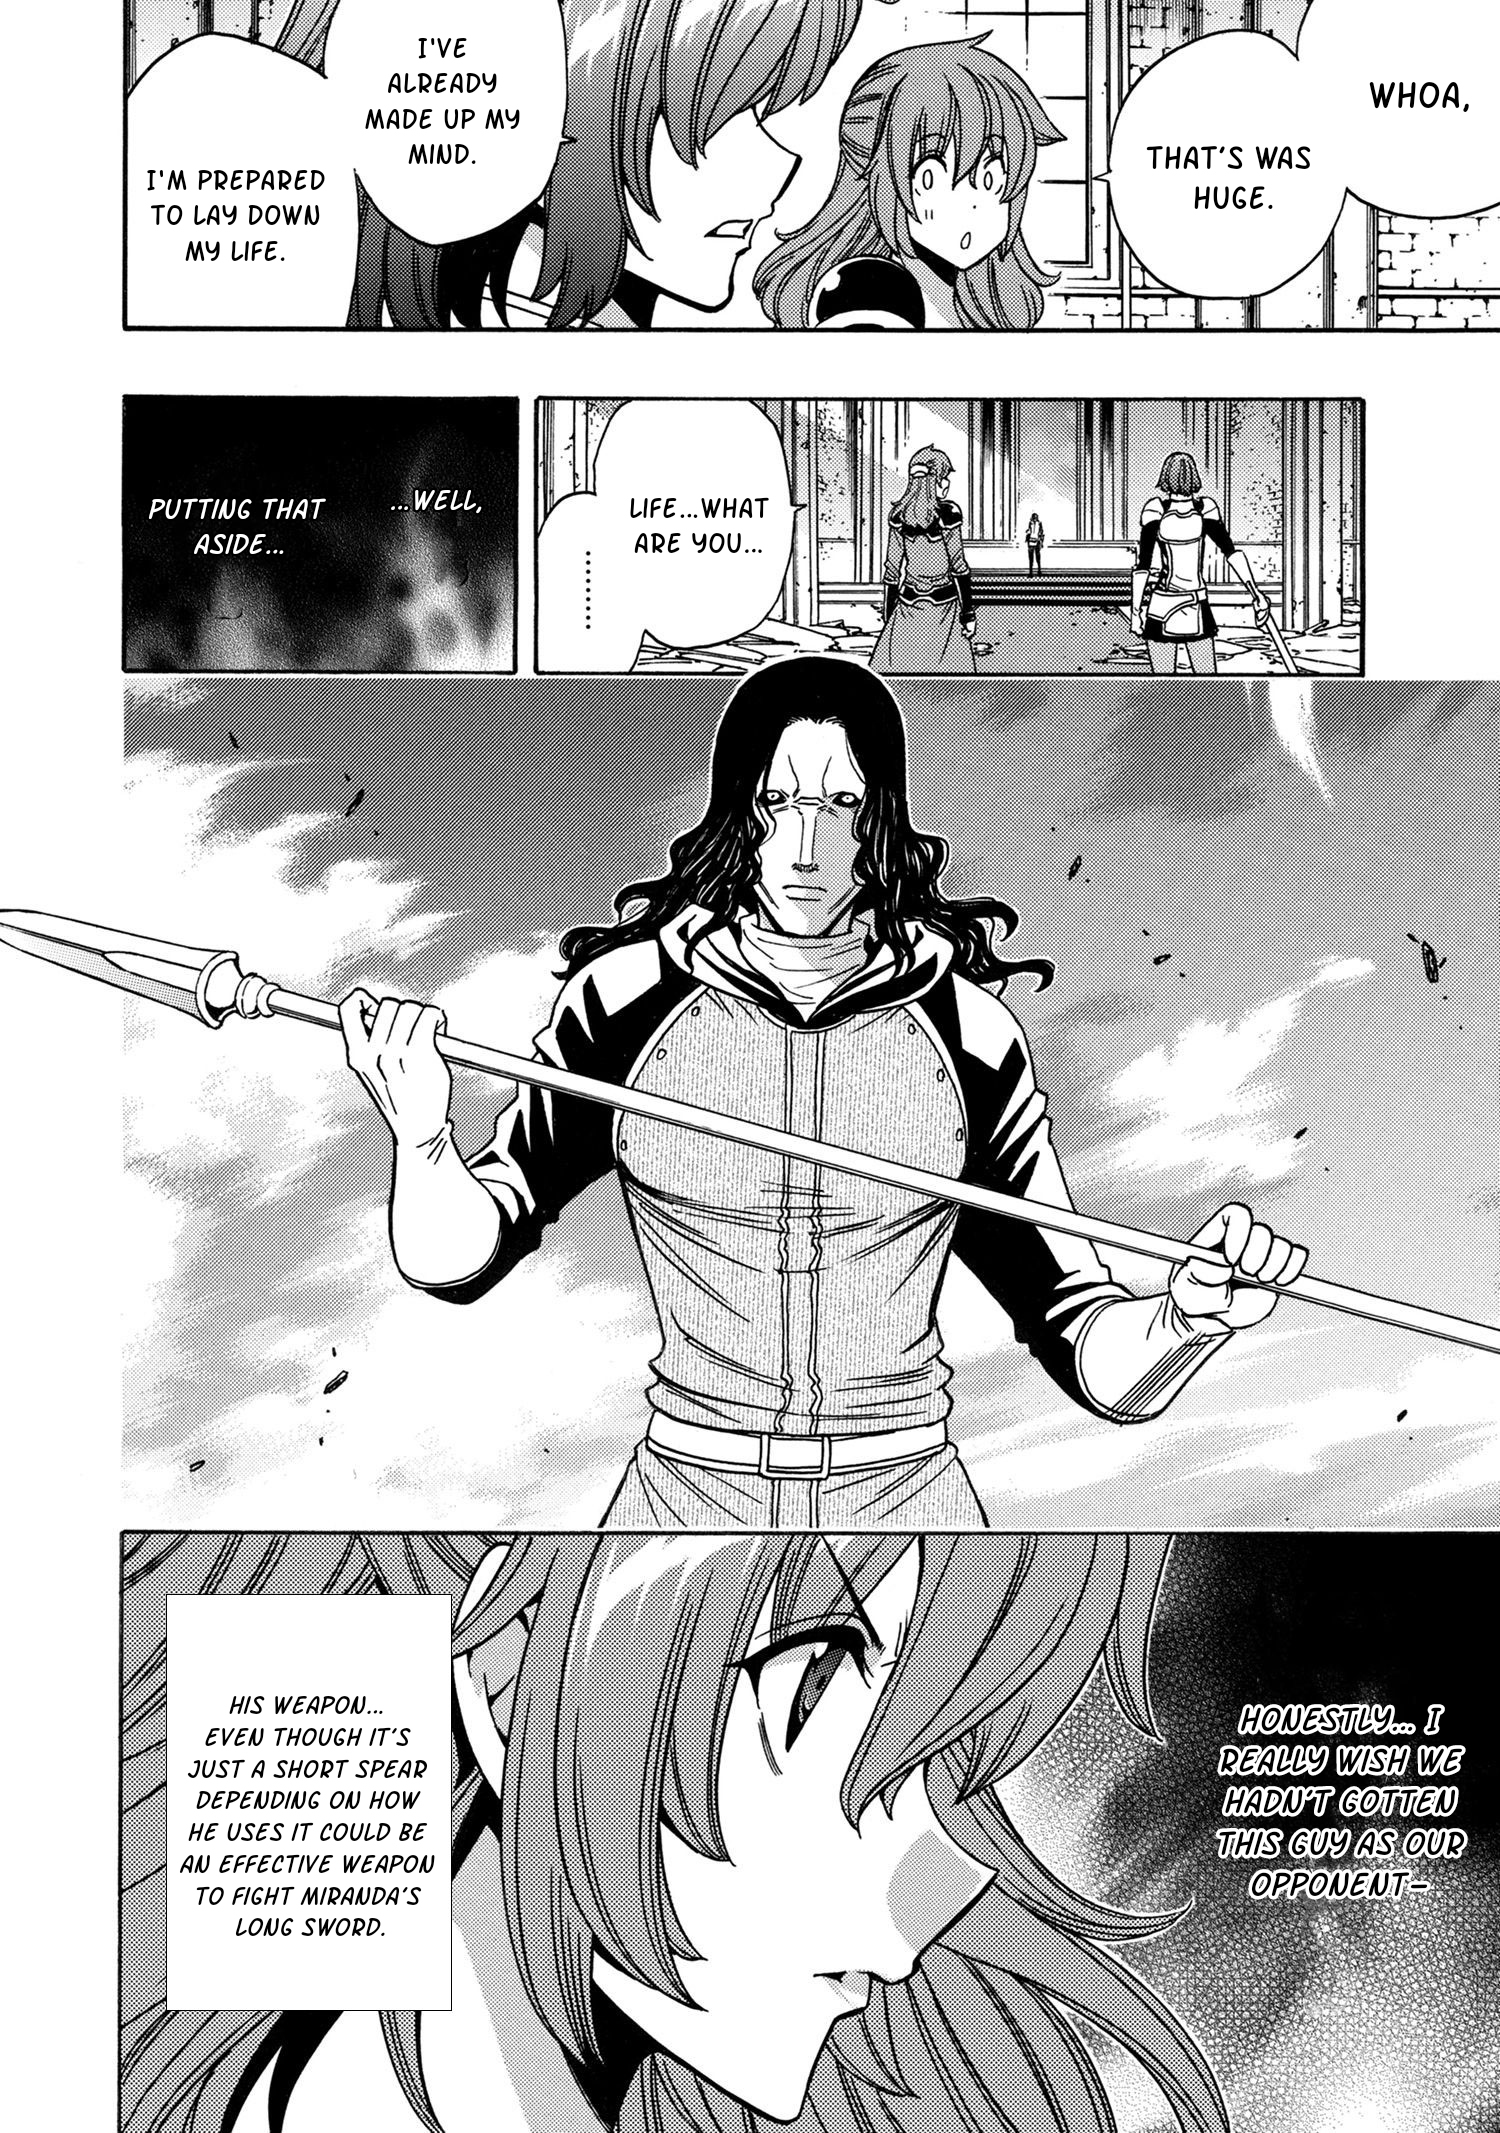 WHOA,
THAT'S WAS
HUGE.
I'VE
ALREADY
MADE UP MY
MIND.
I'M PREPARED
TO LAY DOWN
MY LIFE.
LIFE...WHAT
ARE YOU...
........
...WELL,
PUTTING THAT
ASIDE...
HONESTLY... I
REALLY WISH WE
HADN'T GOTTEN
THIS GUY AS OUR
OPPONENT-
HIS WEAPON...
EVEN THOUGH IT'S
JUST A SHORT SPEAR
DEPENDING ON HOW
HE USES IT COULD BE
AN EFFECTIVE WEAPON
TO FIGHT MIRANDA'S
LONG SWORD.